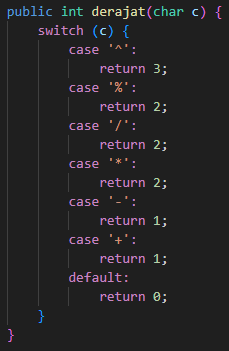 public int derajat(char c) {
    switch (c) {
        case '^':
            return 3;
        case '%':
            return 2;
        case '/':
            return 2;
        case '*':
            return 2;
        case '-':
            return 1;
        case '+':
            return 1;
        default:
            return 0;
    }
}